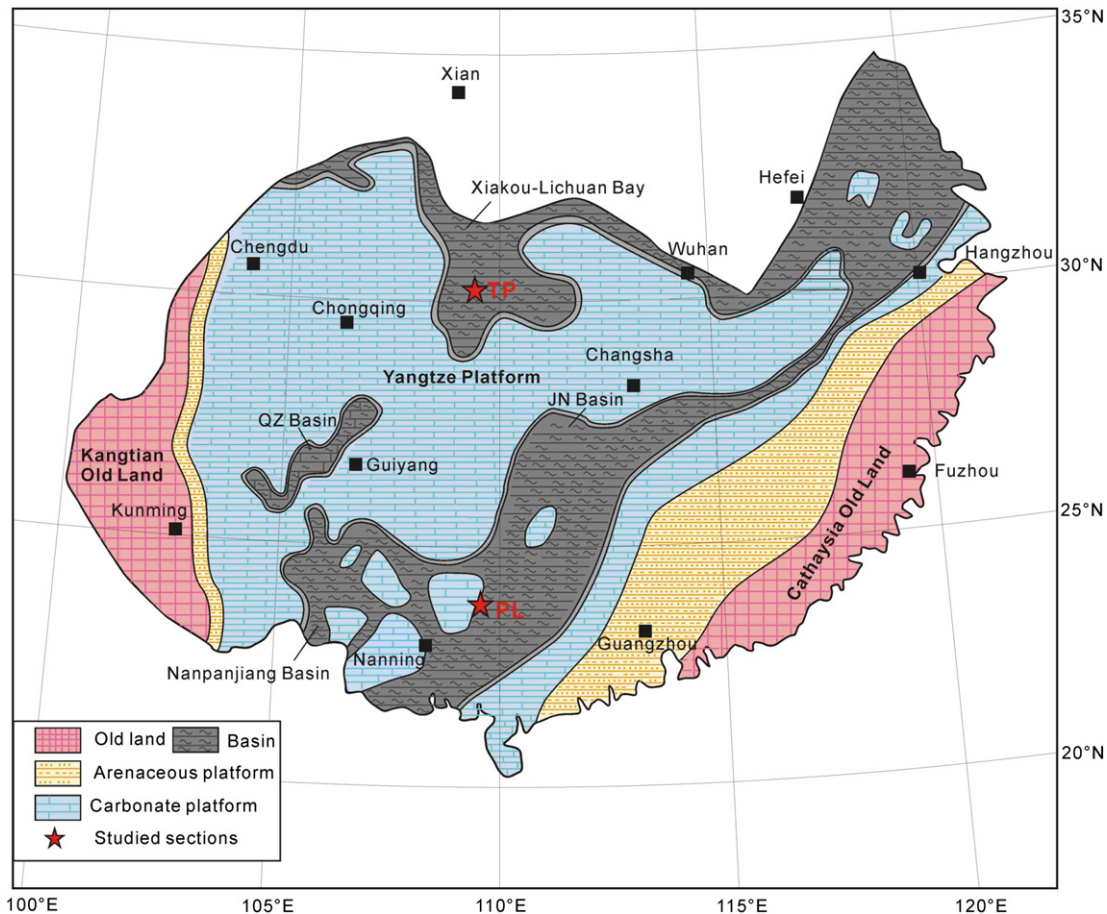 35°N
Xian
Xiakou-Lichuan Bay
Hefei
Chengdu
Wuhan
Hangzhou
30°N
TP
Chongqing
Changsha
Yangtze Platform
JN Basin
QZ Basin
Guiyang
Kangtian
Old Land
Fuzhou
Kunming
Cathaysia Old Land
25°N
PL
Guangzhou
Nanning
Nanpanjiang Basin
Old land
Basin
Arenaceous platform
Carbonate platform
Studied sections
20°N
100°E
105°E
110°E
115°E
120°E